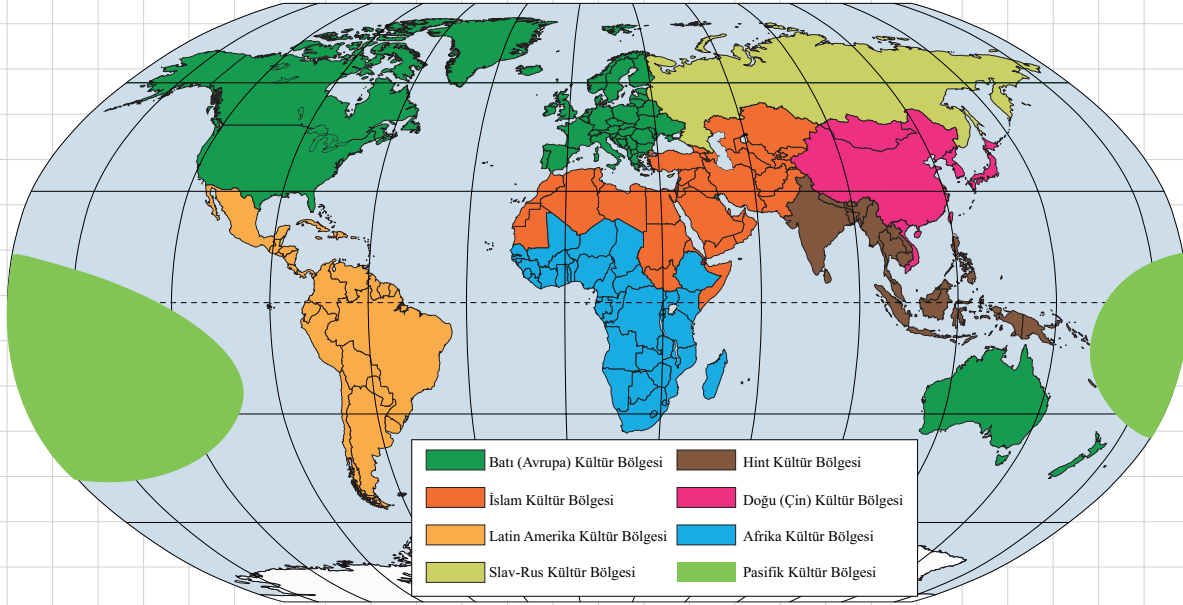 Batı (Avrupa) Kültür Bölgesi
İslam Kültür Bölgesi
Latin Amerika Kültür Bölgesi
Slav-Rus Kültür Bölgesi
Hint Kültür Bölgesi
Doğu (Çin) Kültür Bölgesi
Afrika Kültür Bölgesi
Pasifik Kültür Bölgesi